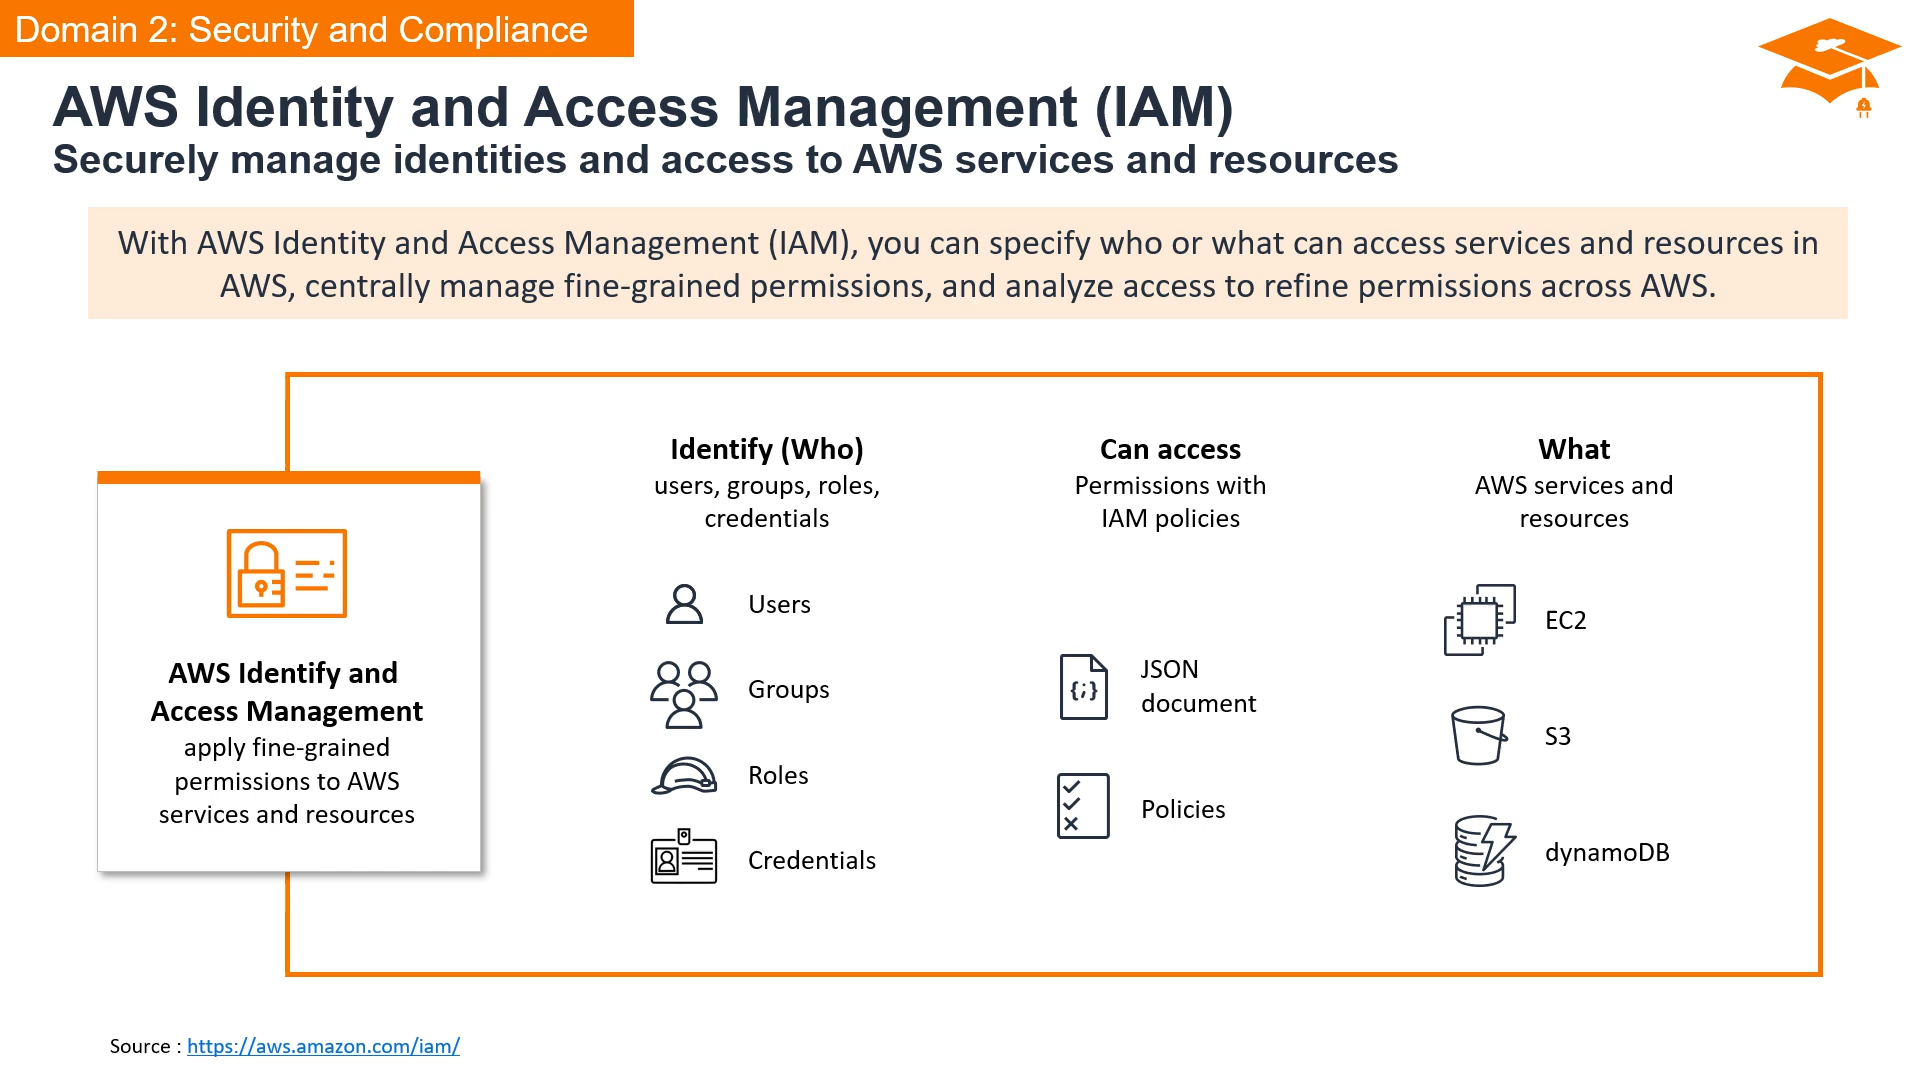 Domain 2: Security and Compliance
AWS Identity and Access Management (IAM)
Securely manage identities and access to AWS services and resources
With AWS Identity and Access Management (IAM), you can specify who or what can access services and resources in
AWS, centrally manage fine-grained permissions, and analyze access to refine permissions across AWS.
AWS Identify and
Access Management
apply fine-grained
permissions to AWS
services and resources
Identify (Who)
users, groups, roles,
credentials
Users
Groups
Roles
Credentials
Can access
Permissions with
IAM policies
{;}
JSON
document
Policies
What
AWS services and
resources
EC2
S3
dynamoDB
Source : https://aws.amazon.com/iam/